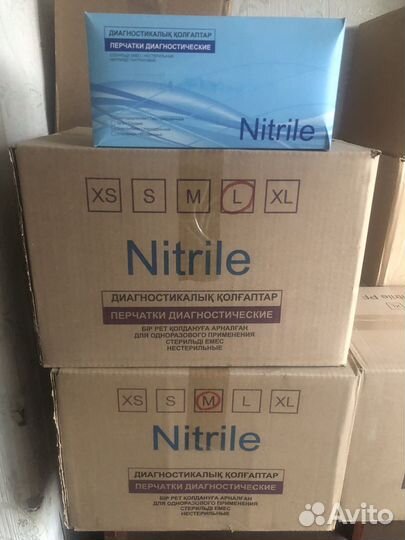 ДИАГНОСТИКАЛЫҚ ҚОЛҒАПТАР
ПЕРЧАТКИ ДИАГНОСТИЧЕСКИЕ
Nitrile
XS S M L XL
Nitrile
ДИАГНОСТИКАЛЫҚ ҚОЛҒАПТАР
ПЕРЧАТКИ ДИАГНОСТИЧЕСКИЕ
БІР РЕТ ҚОЛДАНУҒА АРНАЛҒАН
ДЛЯ ОДНОРАЗОВОГО ПРИМЕНЕНИЯ
СТЕРИЛЬДІ ЕМЕС
НЕСТЕРИЛЬНЫЕ
Nitrile PF
XS S M L XL
Nitrile
ДИАГНОСТИКАЛЫҚ ҚОЛҒАПТАР
ПЕРЧАТКИ ДИАГНОСТИЧЕСКИЕ
БІР РЕТ ҚОЛДАНУҒА АРНАЛҒАН
ДЛЯ ОДНОРАЗОВОГО ПРИМЕНЕНИЯ
СТЕРИЛЬДІ ЕМЕС
НЕСТЕРИЛЬНЫЕ
Avito